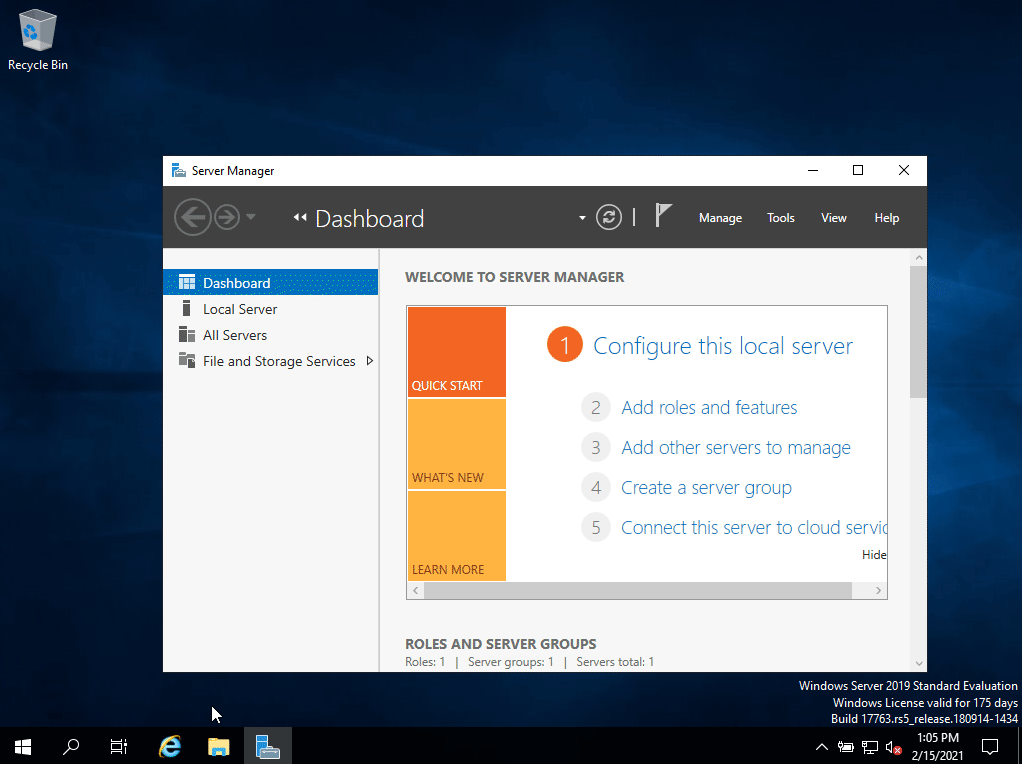 Recycle Bin
Server Manager
Dashboard
Manage
Tools
View
Help
Dashboard
Local Server
All Servers
File and Storage Services
WELCOME TO SERVER MANAGER
QUICK START
WHAT'S NEW
LEARN MORE
1 Configure this local server
2 Add roles and features
3 Add other servers to manage
4 Create a server group
5 Connect this server to cloud servic
Hide
ROLES AND SERVER GROUPS
Roles: 1 | Server groups: 1 | Servers total: 1
Windows Server 2019 Standard Evaluation
Windows License valid for 175 days
Build 17763.rs5_release.180914-1434
1:05 PM
2/15/2021